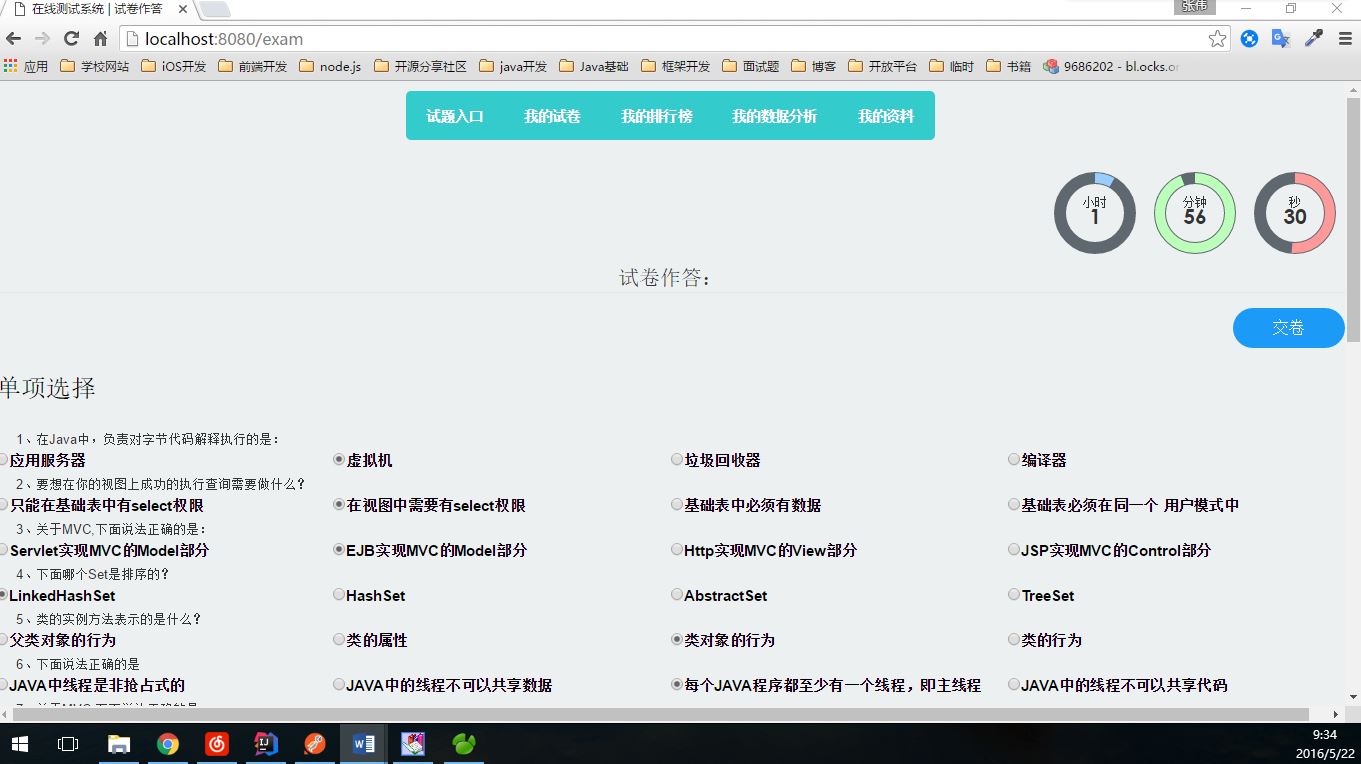 在线测试系统 | 试卷作答
张伟
localhost:8080/exam
应用 学校网站 iOS开发 前端开发 node.js 开源分享社区 java开发 Java基础 框架开发 面试题 博客 开放平台 临时 书籍 9686202 - bl.ocks.or
试题入口 我的试卷 我的排行榜 我的数据分析 我的资料
小时 分钟 秒
1 56 30
试卷作答：
交卷
单项选择
1、在Java中，负责对字节代码解释执行的是：
应用服务器 虚拟机 垃圾回收器 编译器
2、要想在你的视图上成功的执行查询需要做什么？
只能在基础表中有select权限 在视图中需要有select权限 基础表中必须有数据 基础表必须在同一个 用户模式中
3、关于MVC,下面说法正确的是：
Servlet实现MVC的Model部分 EJB实现MVC的Model部分 Http实现MVC的View部分 JSP实现MVC的Control部分
4、下面哪个Set是排序的？
LinkedHashSet HashSet AbstractSet TreeSet
5、类的实例方法表示的是什么？
父类对象的行为 类的属性 类对象的行为 类的行为
6、下面说法正确的是
JAVA中线程是非抢占式的 JAVA中的线程不可以共享数据 每个JAVA程序都至少有一个线程，即主线程 JAVA中的线程不可以共享代码
9:34
2016/5/22